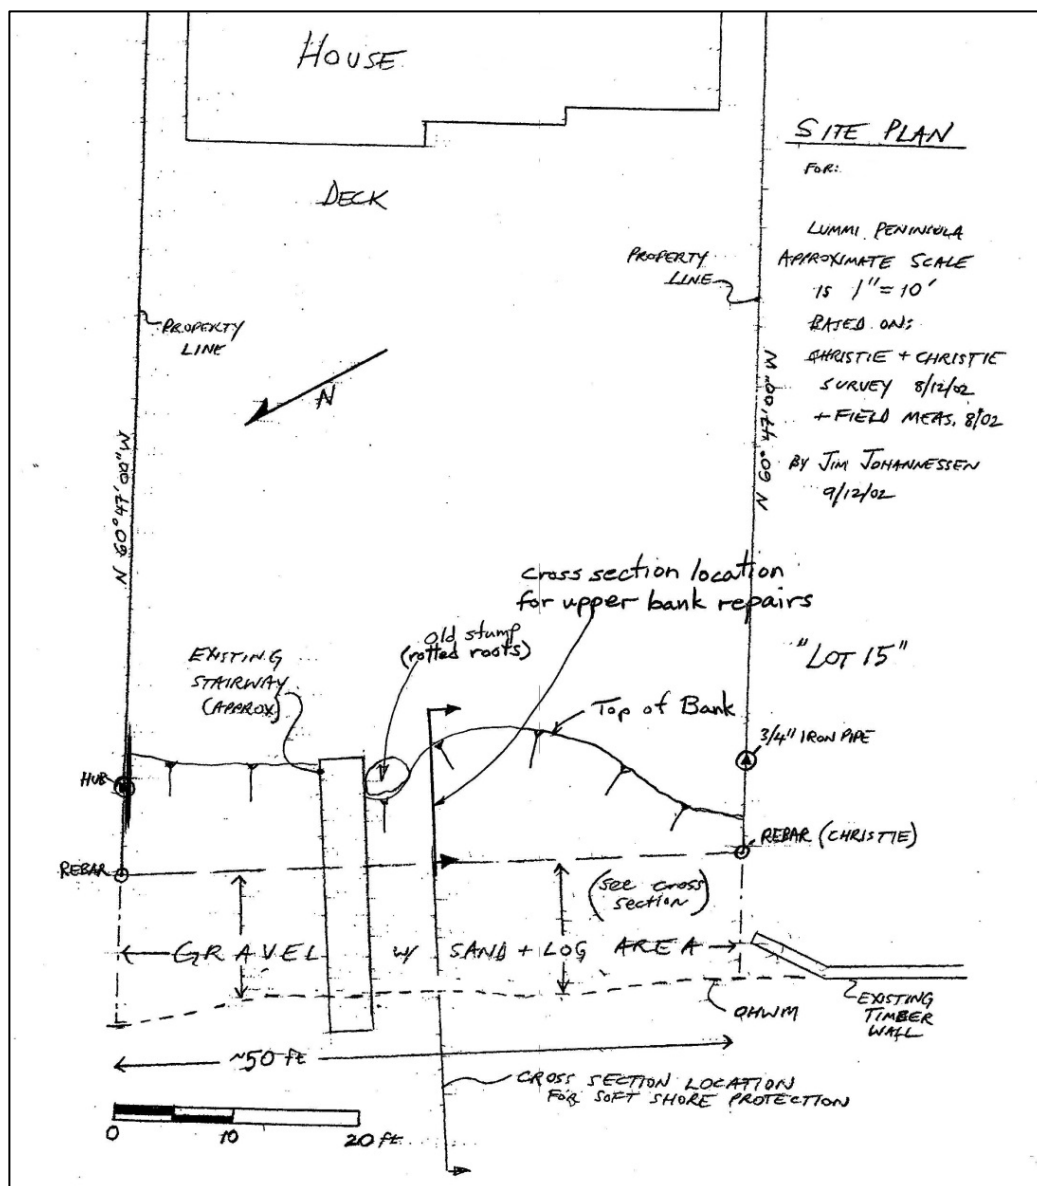 HOUSE
DECK
SITE PLAN
FOR:
LUMMI PENINSULA
APPROXIMATE SCALE
IS 1"=10'
BASED ON:
CHRISTIE + CHRISTIE
SURVEY 8/12/02
+ FIELD MEAS. 8/02
BY JIM JOHANNESSEN
9/12/02
PROPERTY
LINE
PROPERTY
LINE
N
N 60°47'00"W
N 60°47'00"W
cross section location
for upper bank repairs
old stump
(rotted roots)
EXISTING
STAIRWAY
(APPROX)
"LOT 15"
Top of Bank
3/4" IRON PIPE
HUB
REBAR (CHRISTIE)
REBAR
(see cross
section)
GRAVEL w/ SAND + LOG AREA
OHWM
EXISTING
TIMBER
WALL
~50 ft
CROSS SECTION LOCATION
FOR SOFT SHORE PROTECTION
0 10 20 ft